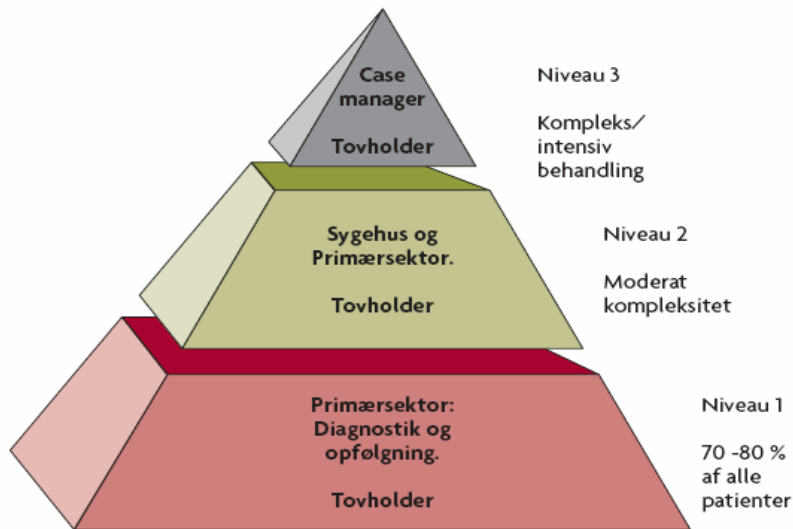 Case
manager
Tovholder
Niveau 3
Kompleks/
intensiv
behandling
Sygehus og
Primærsektor.
Tovholder
Niveau 2
Moderat
kompleksitet
Primærsektor:
Diagnostik og
opfølgning.
Tovholder
Niveau 1
70 -80 %
af alle
patienter